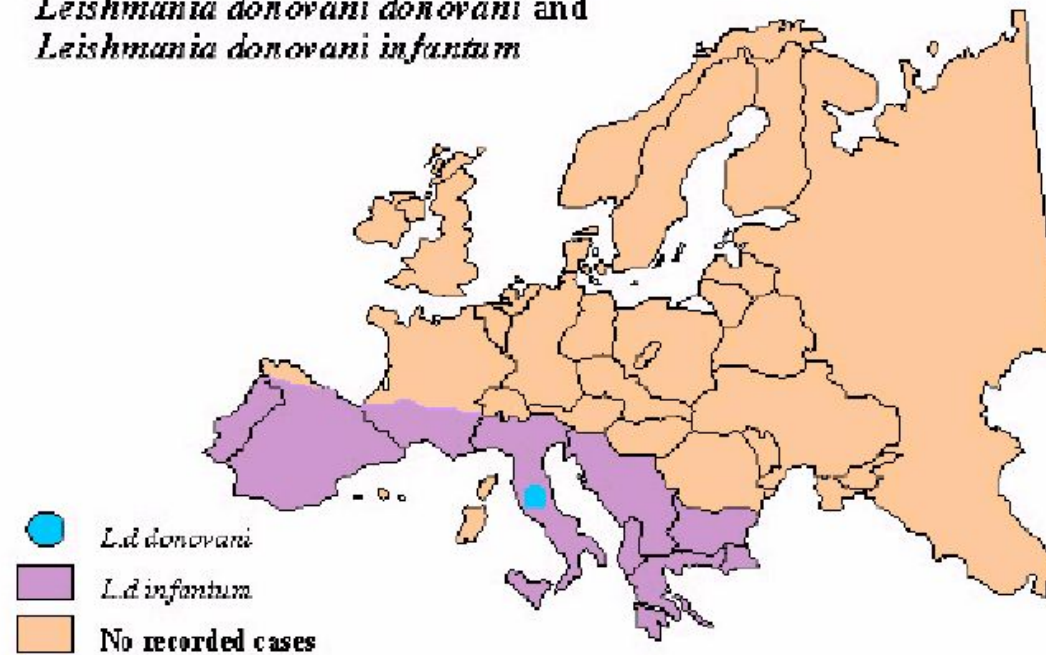 Leishmania donovani donovani and
Leishmania donovani infantum
L.d donovani
L.d infantum
No recorded cases